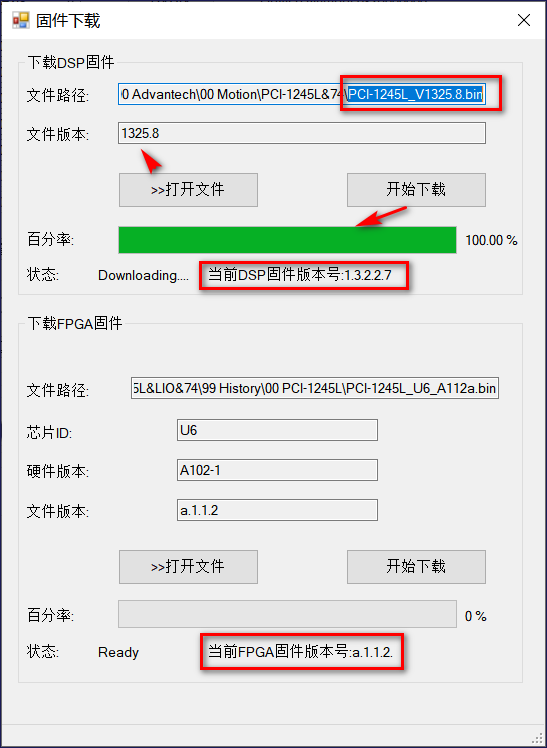 固件下载
下载DSP固件
文件路径: 00 Advantech\00 Motion\PCI-1245L&74\PCI-1245L_V1325.8.bin
文件版本: 1325.8
>>打开文件 开始下载
百分率: 100.00 %
状态: Downloading.... 当前DSP固件版本号:1.3.2.2.7
下载FPGA固件
文件路径: 5L&LIO&74\99 History\00 PCI-1245L\PCI-1245L_U6_A112a.bin
芯片ID: U6
硬件版本: A102-1
文件版本: a.1.1.2
>>打开文件 开始下载
百分率: 0 %
状态: Ready 当前FPGA固件版本号:a.1.1.2.